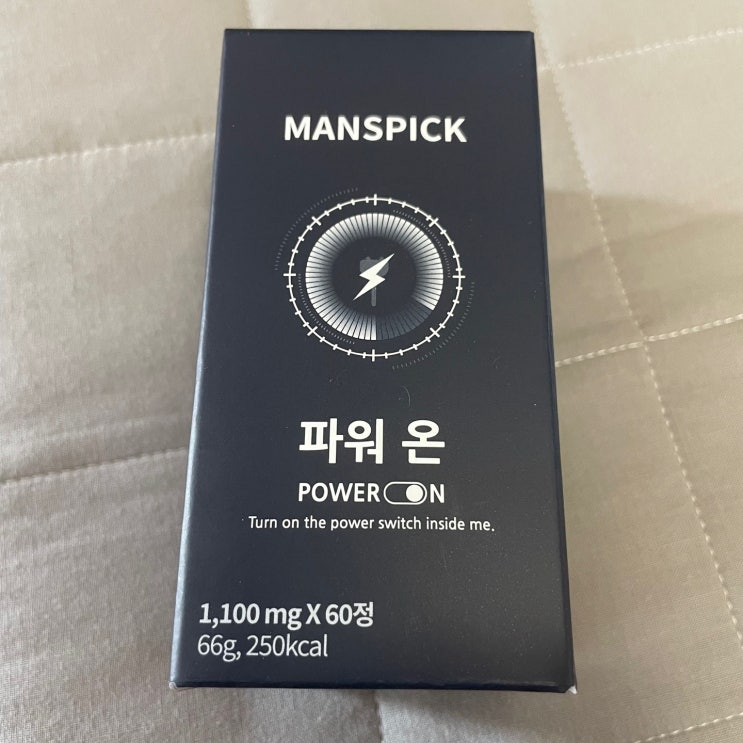 MANSPICK
파워 온
POWER ON
Turn on the power switch inside me.
1,100 mg X 60정
66g, 250kcal